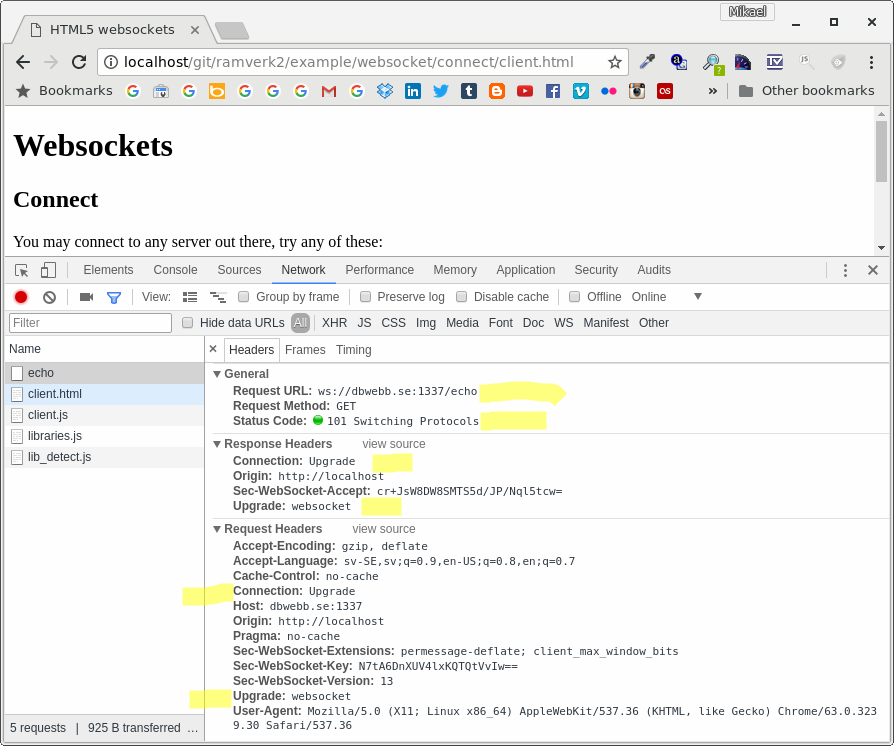 Mikael
HTML5 websockets
localhost/git/ramverk2/example/websocket/connect/client.html
Bookmarks
Other bookmarks
Websockets
Connect
You may connect to any server out there, try any of these:
Elements Console Sources Network Performance Memory Application Security Audits
View: Group by frame Preserve log Disable cache Offline Online
Filter Hide data URLs All XHR JS CSS Img Media Font Doc WS Manifest Other
Name
echo
client.html
client.js
libraries.js
lib_detect.js
5 requests | 925 B transferred …
Headers Frames Timing
General
Request URL: ws://dbwebb.se:1337/echo
Request Method: GET
Status Code: 101 Switching Protocols
Response Headers view source
Connection: Upgrade
Origin: http://localhost
Sec-WebSocket-Accept: cr+JsW8DW8SMTS5d/JP/Nql5tcw=
Upgrade: websocket
Request Headers view source
Accept-Encoding: gzip, deflate
Accept-Language: sv-SE,sv;q=0.9,en-US;q=0.8,en;q=0.7
Cache-Control: no-cache
Connection: Upgrade
Host: dbwebb.se:1337
Origin: http://localhost
Pragma: no-cache
Sec-WebSocket-Extensions: permessage-deflate; client_max_window_bits
Sec-WebSocket-Key: N7tA6DnXUV4lxKQTQtVvIw==
Sec-WebSocket-Version: 13
Upgrade: websocket
User-Agent: Mozilla/5.0 (X11; Linux x86_64) AppleWebKit/537.36 (KHTML, like Gecko) Chrome/63.0.323
9.30 Safari/537.36